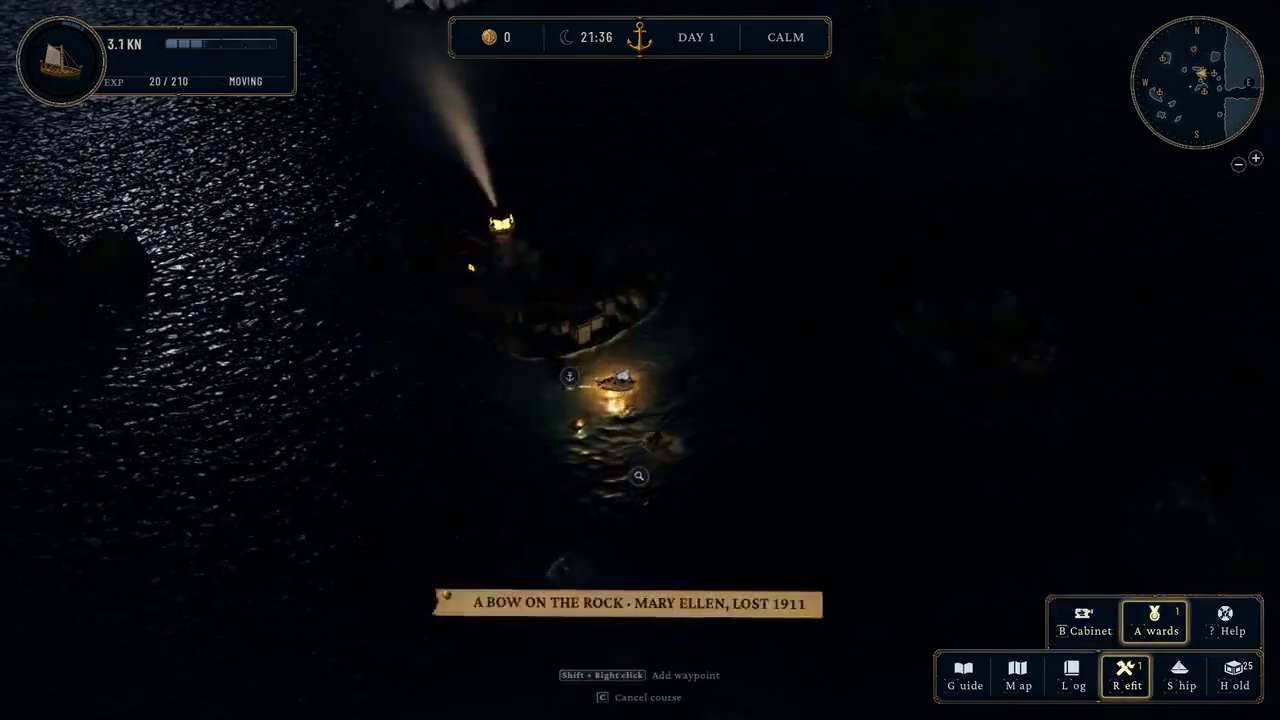 3.1 KN
EXP 20 / 210 MOVING
0 21:36 DAY 1 CALM
N
W E
S
A BOW ON THE ROCK · MARY ELLEN, LOST 1911
Shift + Right click Add waypoint
C Cancel course
B Cabinet A wards 1 ? Help
G uide M ap L og R efit 1 S hip H old 25